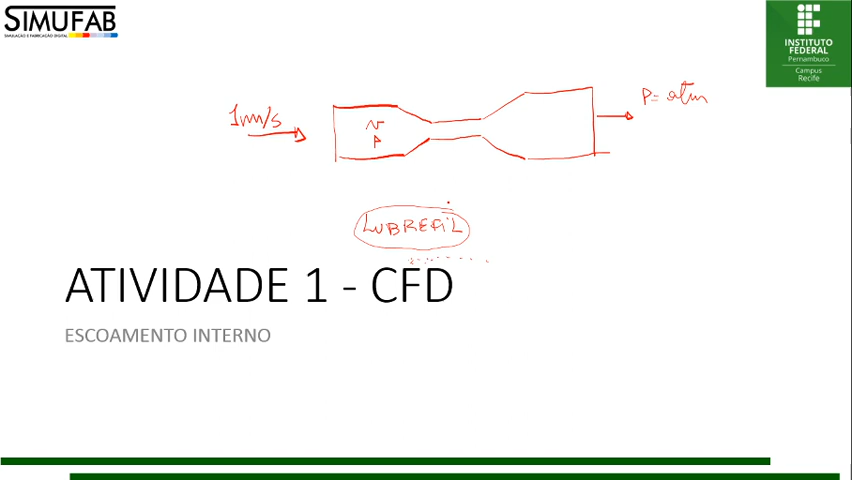 SIMUFAB
SIMULAÇÃO E FABRICAÇÃO DIGITAL
INSTITUTO
FEDERAL
Pernambuco
Campus
Recife
1m/s
P = atm
N
P
LUBREFIL
ATIVIDADE 1 - CFD
ESCOAMENTO INTERNO